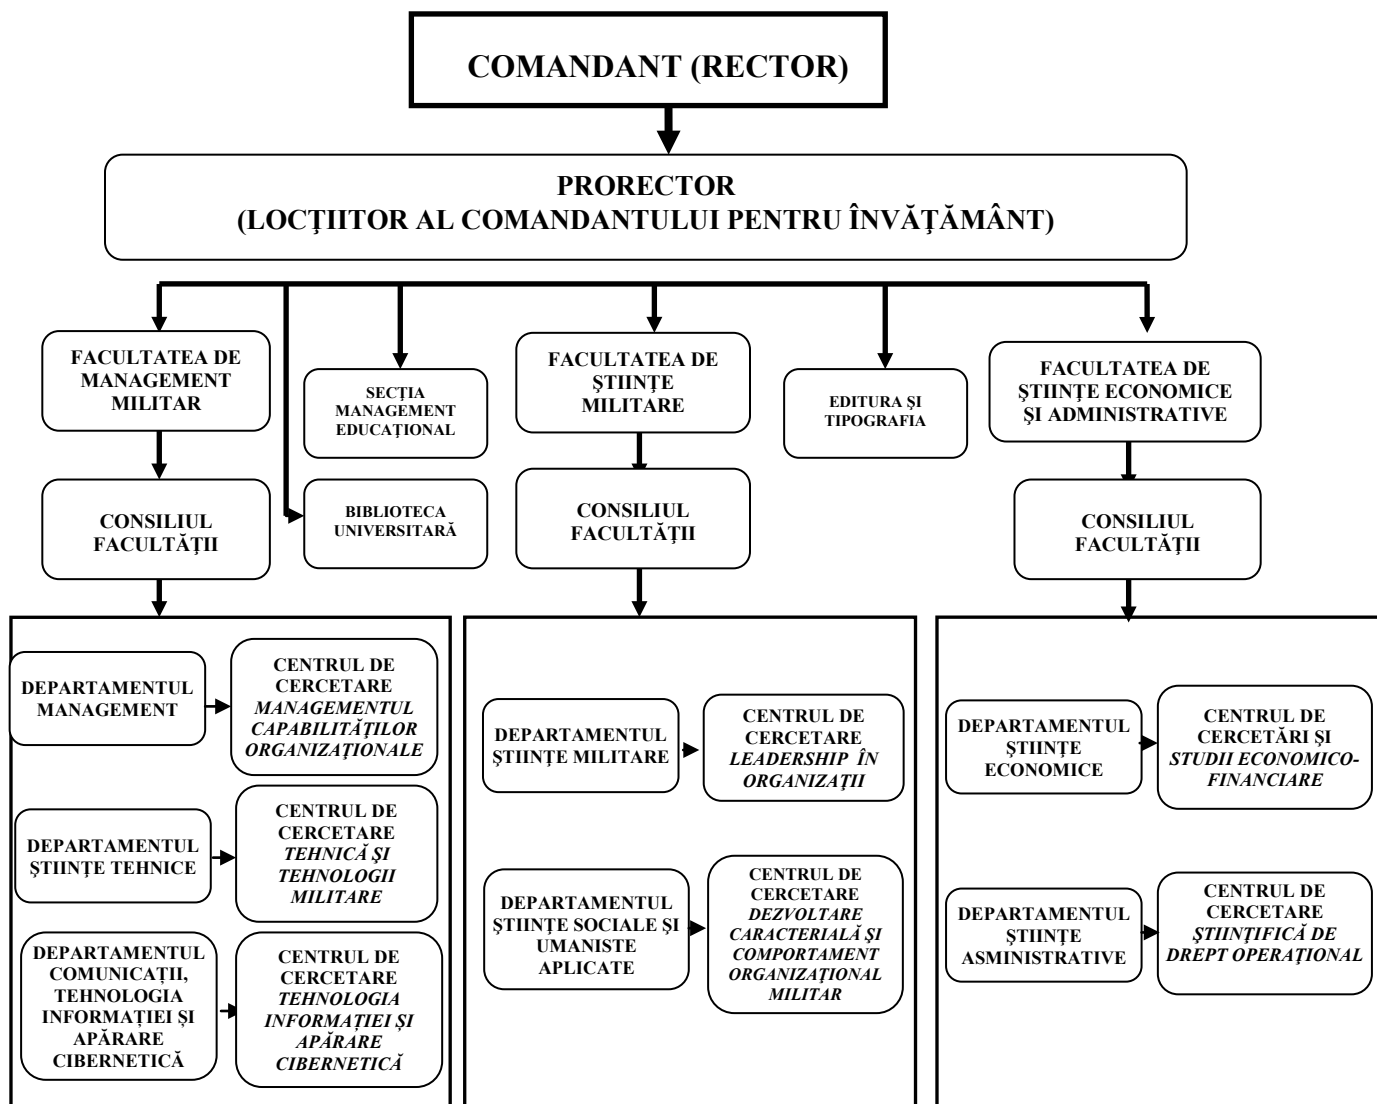 COMANDANT (RECTOR)
PRORECTOR
(LOCŢIITOR AL COMANDANTULUI PENTRU ÎNVĂŢĂMÂNT)
FACULTATEA DE
MANAGEMENT
MILITAR
SECŢIA
MANAGEMENT
EDUCAŢIONAL
FACULTATEA DE
ŞTIINŢE
MILITARE
EDITURA ŞI
TIPOGRAFIA
FACULTATEA DE
ŞTIINŢE ECONOMICE
ŞI ADMINISTRATIVE
CONSILIUL
FACULTĂŢII
BIBLIOTECA
UNIVERSITARĂ
CONSILIUL
FACULTĂŢII
CONSILIUL
FACULTĂŢII
DEPARTAMENTUL
MANAGEMENT
CENTRUL DE
CERCETARE
MANAGEMENTUL
CAPABILITĂŢILOR
ORGANIZAŢIONALE
DEPARTAMENTUL
ŞTIINŢE TEHNICE
CENTRUL DE
CERCETARE
TEHNICĂ ŞI
TEHNOLOGII
MILITARE
DEPARTAMENTUL
COMUNICAȚII,
TEHNOLOGIA
INFORMAȚIEI ȘI
APĂRARE
CIBERNETICĂ
CENTRUL DE
CERCETARE
TEHNOLOGIA
INFORMAȚIEI ȘI
APĂRARE
CIBERNETICĂ
DEPARTAMENTUL
ŞTIINŢE MILITARE
CENTRUL DE
CERCETARE
LEADERSHIP ÎN
ORGANIZAŢII
DEPARTAMENTUL
ŞTIINŢE SOCIALE ŞI
UMANISTE
APLICATE
CENTRUL DE
CERCETARE
DEZVOLTARE
CARACTERIALĂ ŞI
COMPORTAMENT
ORGANIZAŢIONAL
MILITAR
DEPARTAMENTUL
ŞTIINŢE
ECONOMICE
CENTRUL DE
CERCETĂRI ŞI
STUDII ECONOMICO-
FINANCIARE
DEPARTAMENTUL
ŞTIINŢE
ASMINISTRATIVE
CENTRUL DE
CERCETARE
ŞTIINŢIFICĂ DE
DREPT OPERAŢIONAL